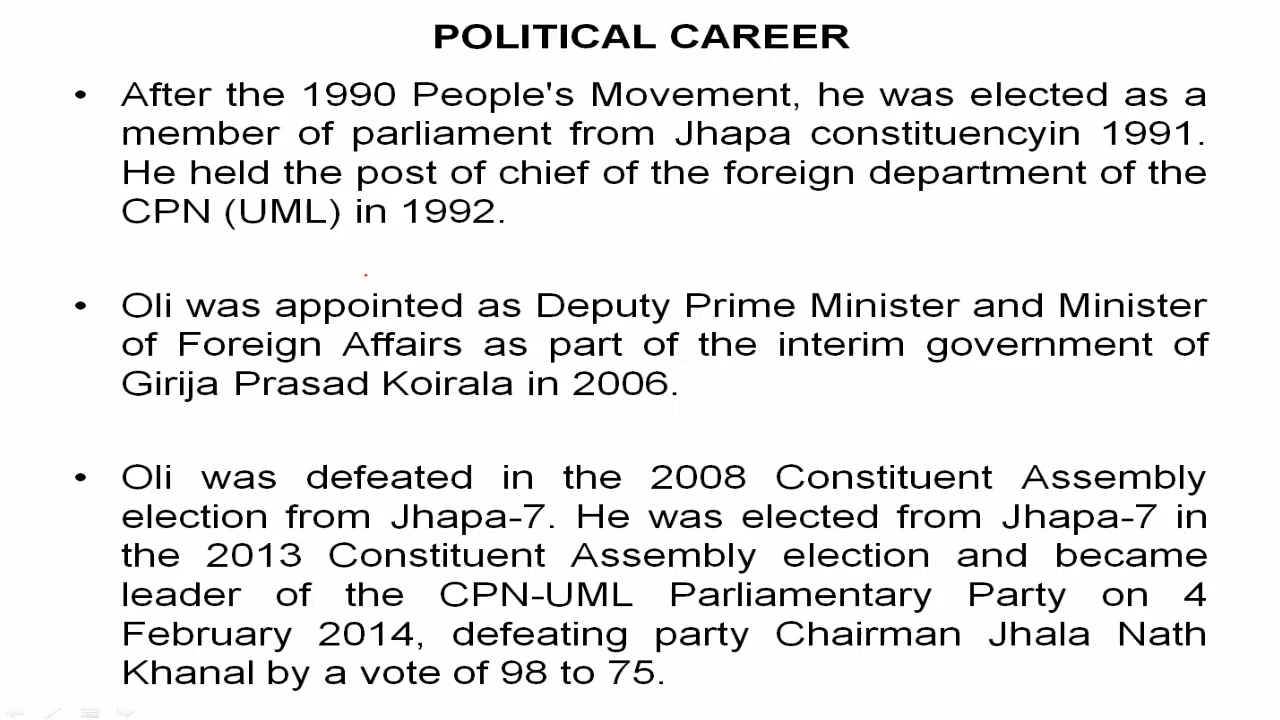 POLITICAL CAREER
• After the 1990 People's Movement, he was elected as a
member of parliament from Jhapa constituencyin 1991.
He held the post of chief of the foreign department of the
CPN (UML) in 1992.
• Oli was appointed as Deputy Prime Minister and Minister
of Foreign Affairs as part of the interim government of
Girija Prasad Koirala in 2006.
• Oli was defeated in the 2008 Constituent Assembly
election from Jhapa-7. He was elected from Jhapa-7 in
the 2013 Constituent Assembly election and became
leader of the CPN-UML Parliamentary Party on 4
February 2014, defeating party Chairman Jhala Nath
Khanal by a vote of 98 to 75.